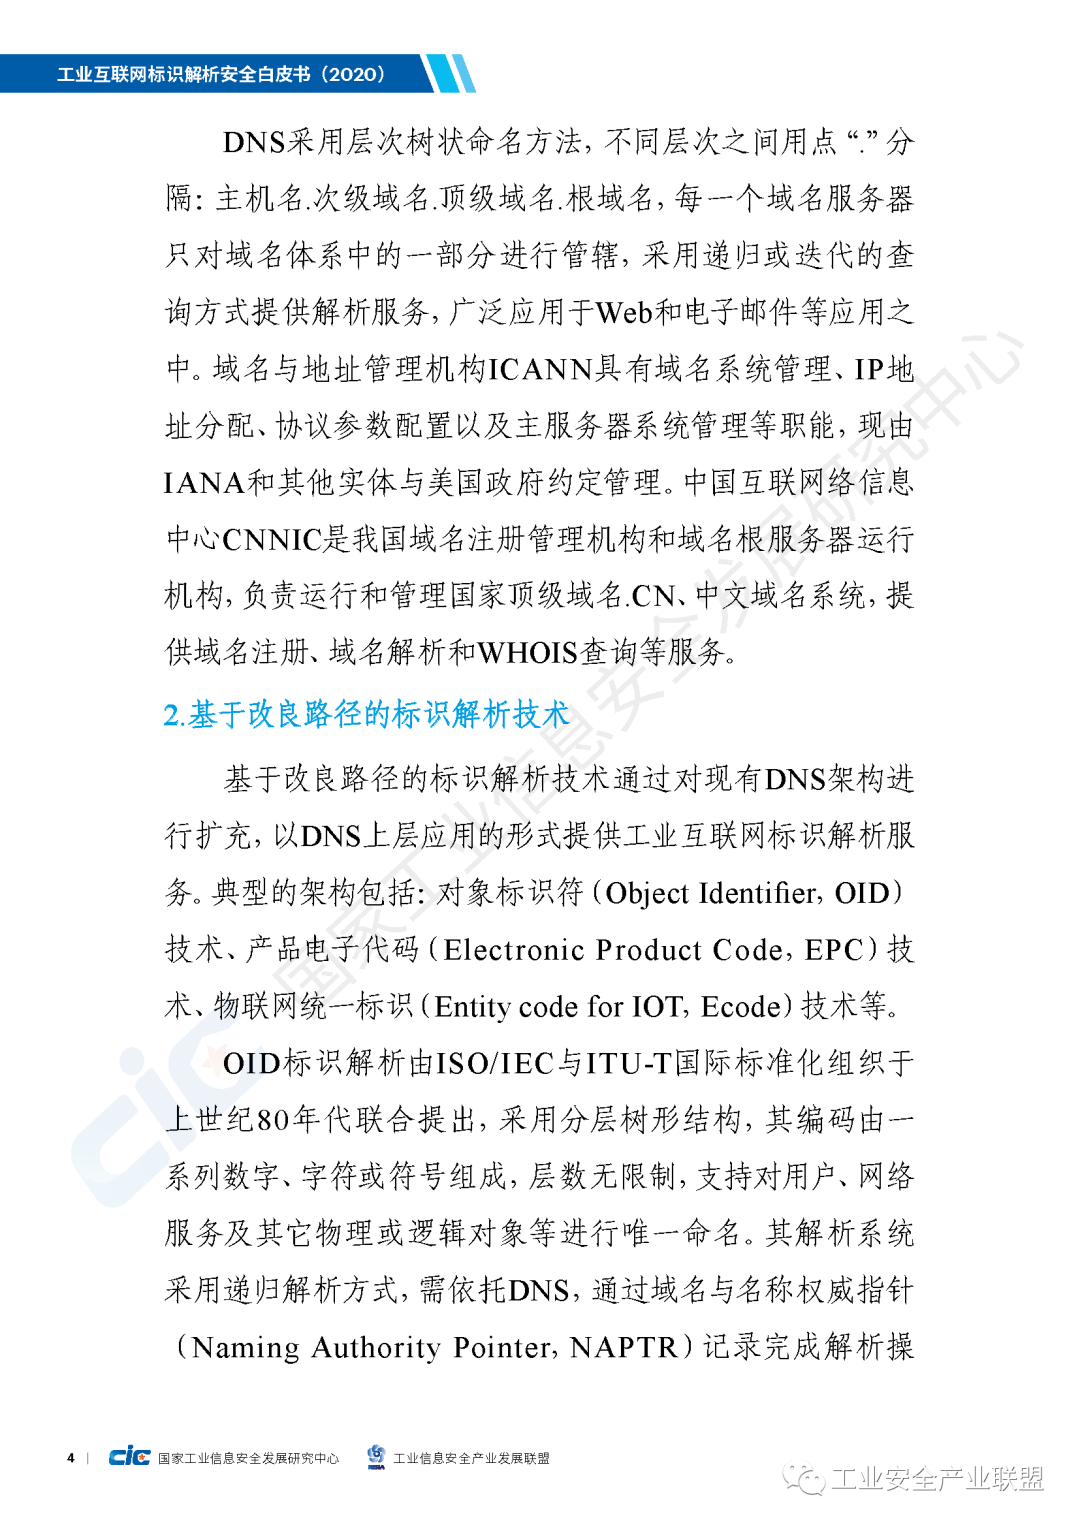 工业互联网标识解析安全白皮书（2020）
DNS采用层次树状命名方法，不同层次之间用点“.”分
隔：主机名.次级域名.顶级域名.根域名，每一个域名服务器
只对域名体系中的一部分进行管辖，采用递归或迭代的查
询方式提供解析服务，广泛应用于Web和电子邮件等应用之
中。域名与地址管理机构ICANN具有域名系统管理、IP地
址分配、协议参数配置以及主服务器系统管理等职能，现由
IANA和其他实体与美国政府约定管理。中国互联网络信息
中心CNNIC是我国域名注册管理机构和域名根服务器运行
机构，负责运行和管理国家顶级域名.CN、中文域名系统，提
供域名注册、域名解析和WHOIS查询等服务。
2.基于改良路径的标识解析技术
基于改良路径的标识解析技术通过对现有DNS架构进
行扩充，以DNS上层应用的形式提供工业互联网标识解析服
务。典型的架构包括：对象标识符（Object Identifier，OID）
技术、产品电子代码（Electronic Product Code，EPC）技
术、物联网统一标识（Entity code for IOT，Ecode）技术等。
OID标识解析由ISO/IEC与ITU-T国际标准化组织于
上世纪80年代联合提出，采用分层树形结构，其编码由一
系列数字、字符或符号组成，层数无限制，支持对用户、网络
服务及其它物理或逻辑对象等进行唯一命名。其解析系统
采用递归解析方式，需依托DNS，通过域名与名称权威指针
（Naming Authority Pointer，NAPTR）记录完成解析操
国家工业信息安全发展研究中心
CIC
4
CIC 国家工业信息安全发展研究中心
工业信息安全产业发展联盟
工业安全产业联盟